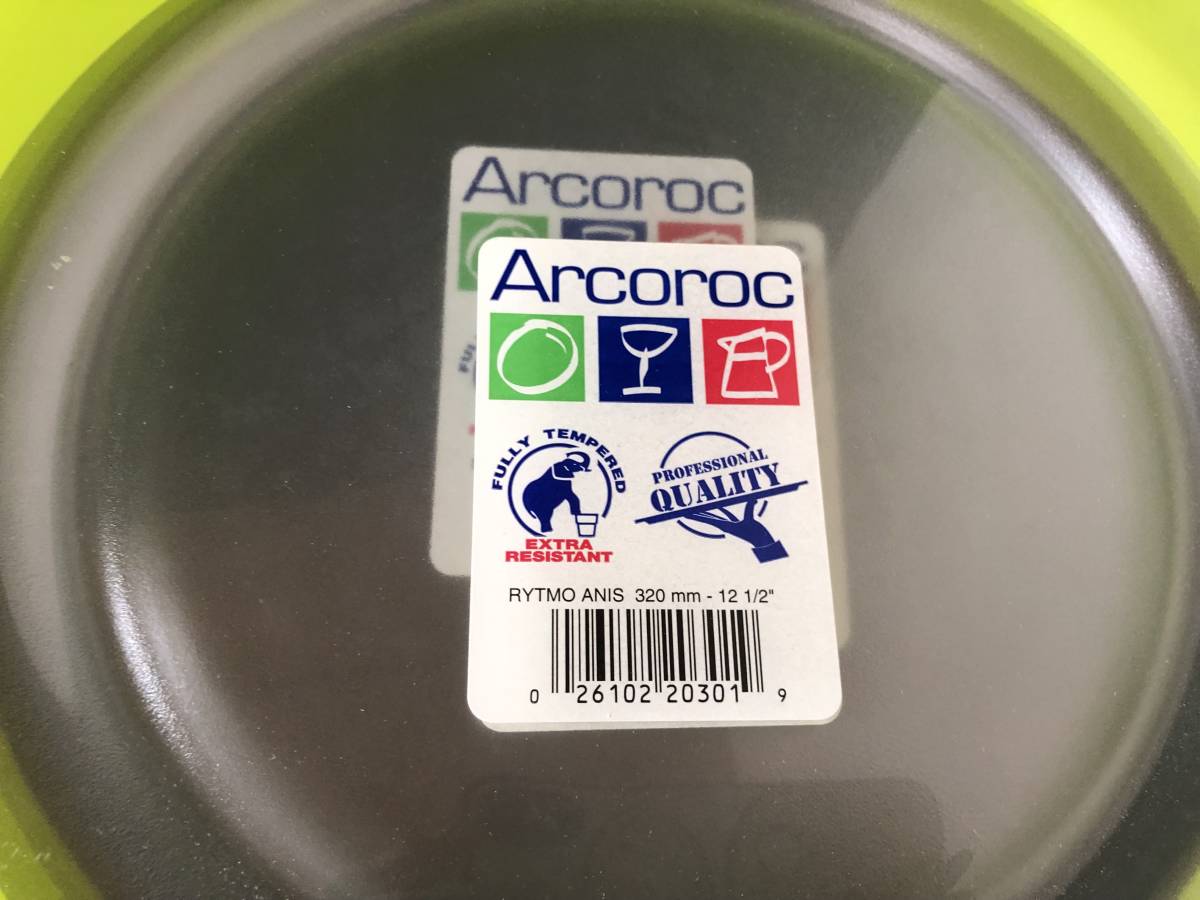 Arcoroc
Arcoroc
FULLY TEMPERED
EXTRA
RESISTANT
PROFESSIONAL
QUALITY
RYTMO ANIS 320 mm - 12 1/2"
0 26102 20301 9